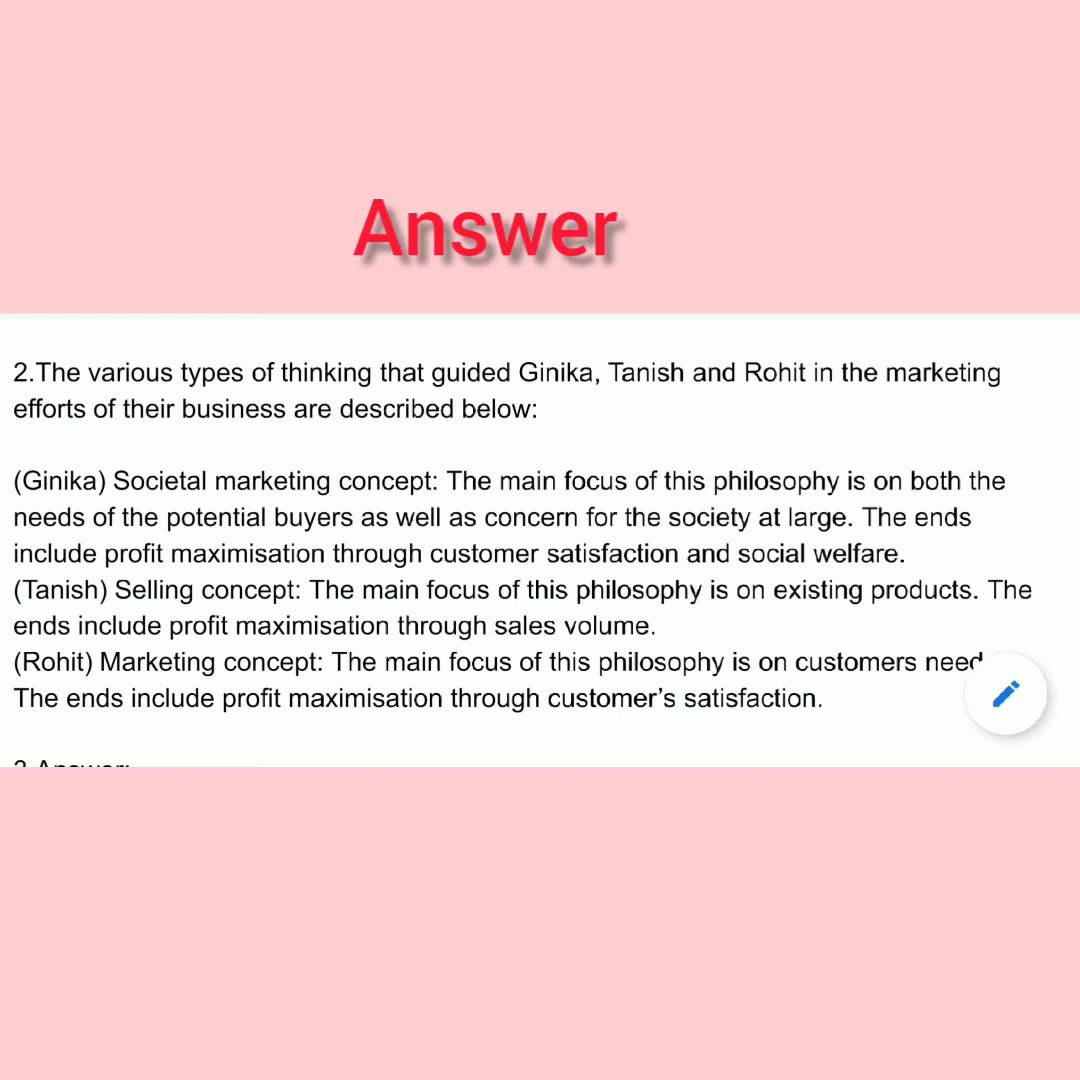 Answer
2.The various types of thinking that guided Ginika, Tanish and Rohit in the marketing
efforts of their business are described below:
(Ginika) Societal marketing concept: The main focus of this philosophy is on both the
needs of the potential buyers as well as concern for the society at large. The ends
include profit maximisation through customer satisfaction and social welfare.
(Tanish) Selling concept: The main focus of this philosophy is on existing products. The
ends include profit maximisation through sales volume.
(Rohit) Marketing concept: The main focus of this philosophy is on customers need
The ends include profit maximisation through customer’s satisfaction.